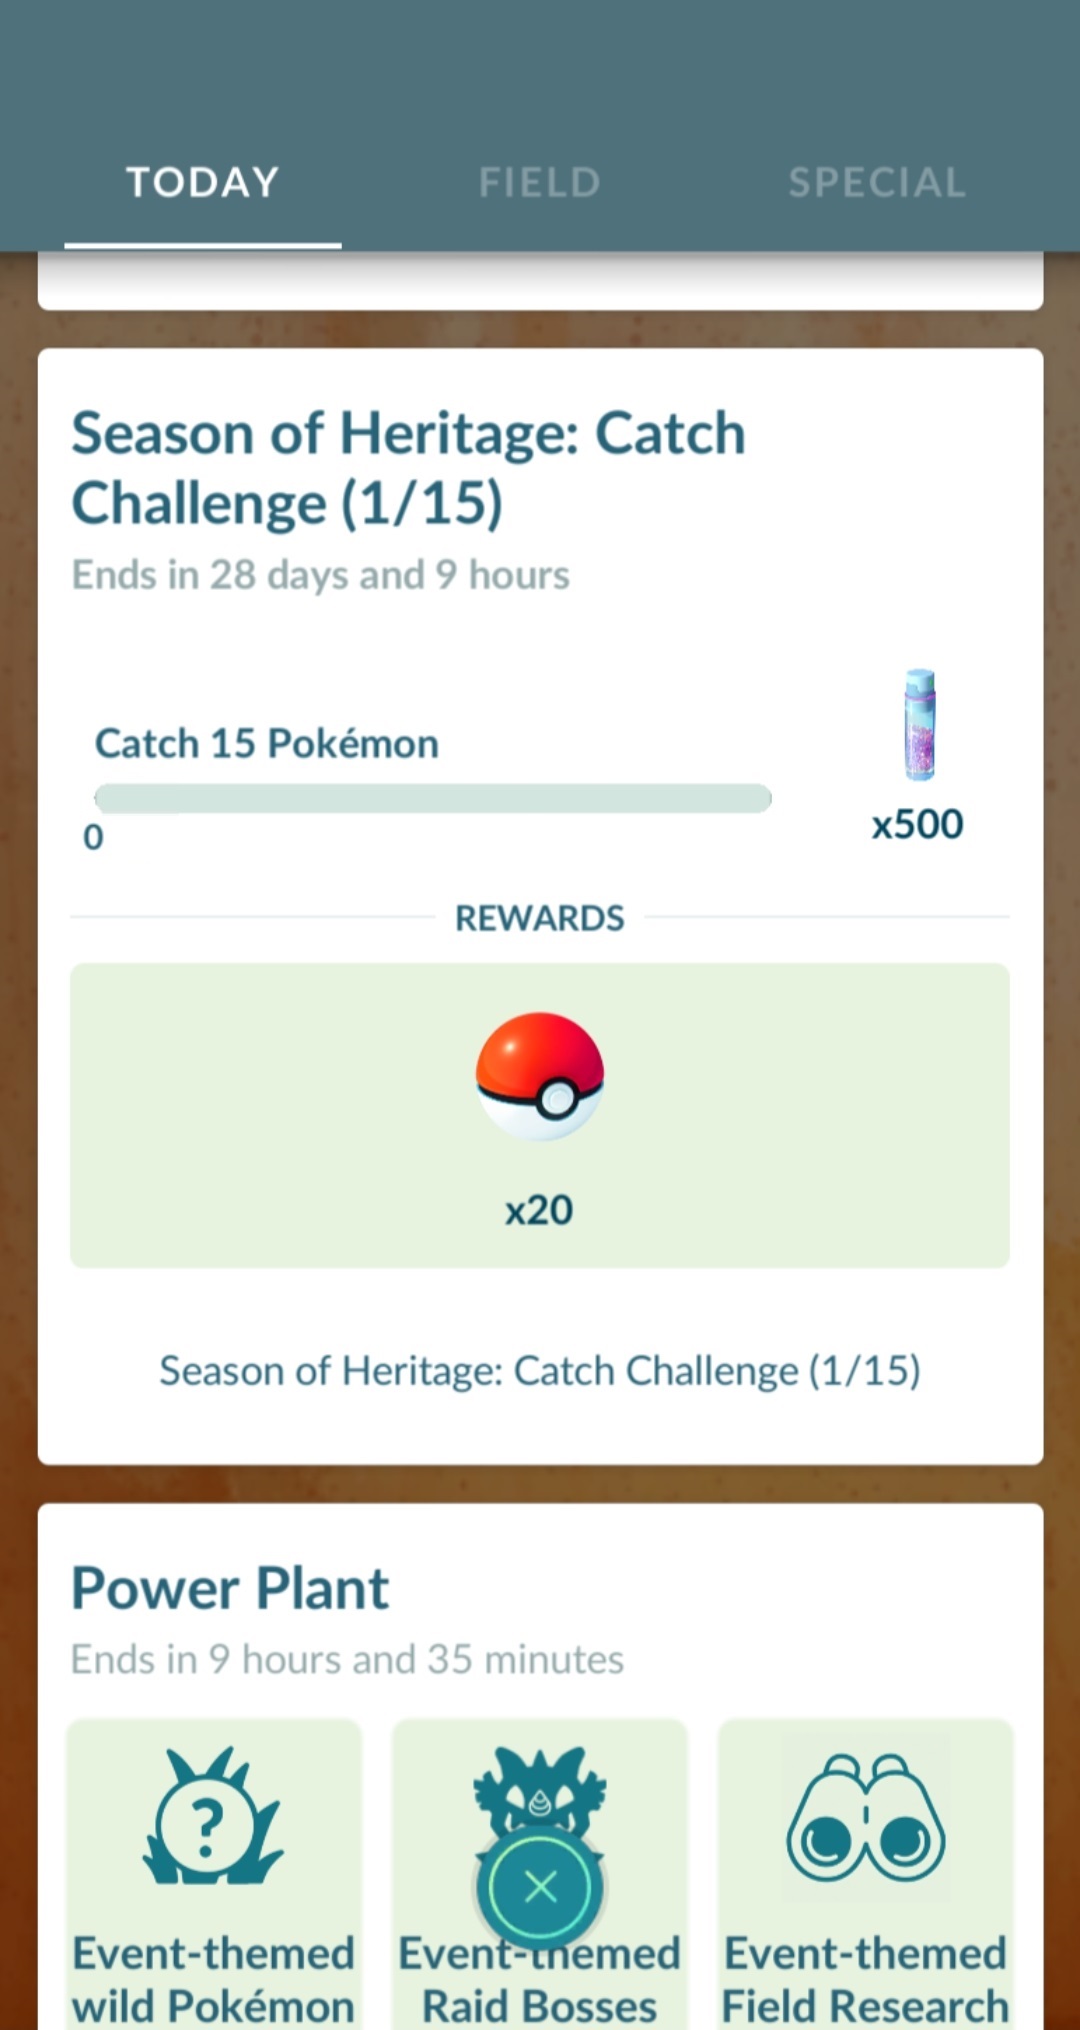 TODAY FIELD SPECIAL
Season of Heritage: Catch
Challenge (1/15)
Ends in 28 days and 9 hours
Catch 15 Pokémon
0
x500
REWARDS
x20
Season of Heritage: Catch Challenge (1/15)
Power Plant
Ends in 9 hours and 35 minutes
?
Event-themed
wild Pokémon
Event-themed
Raid Bosses
Event-themed
Field Research